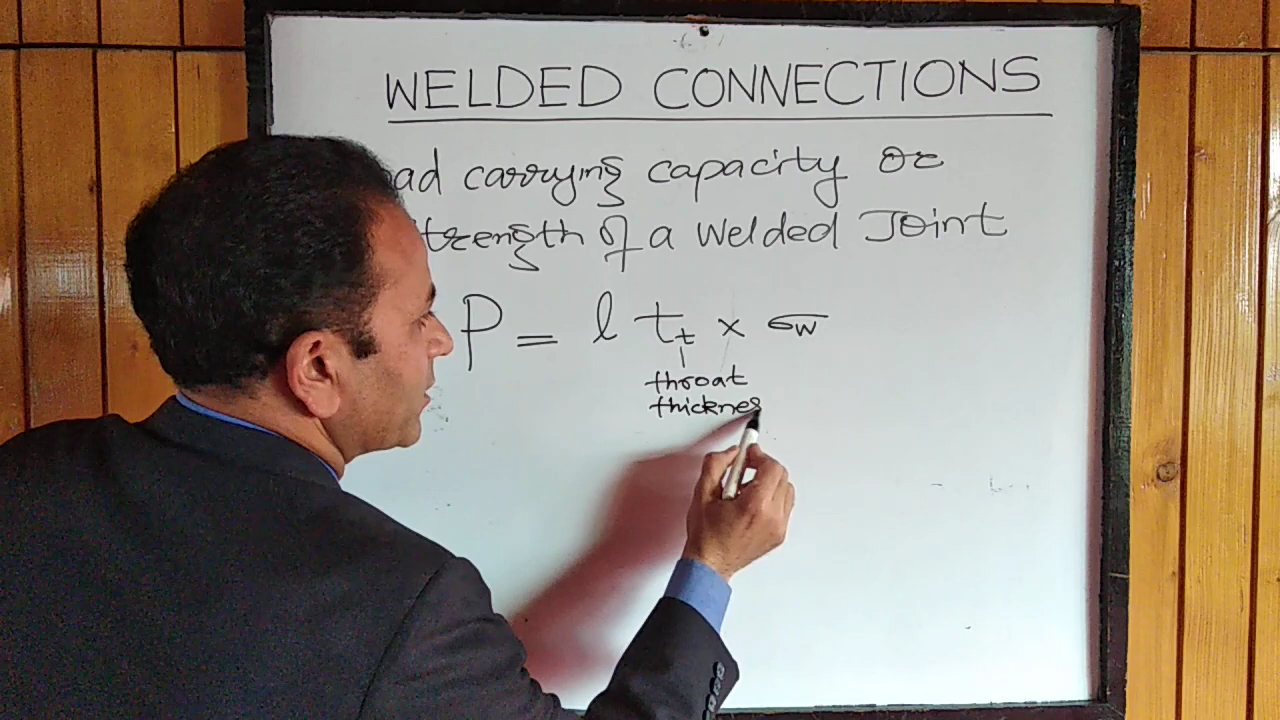 WELDED CONNECTIONS
ad carrying capacity or
trength of a Welded Joint
P = l t_t × σw
throat
thicknes